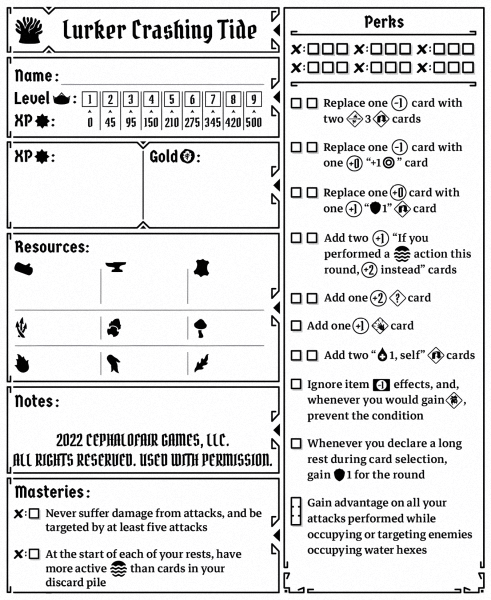 Lurker Crashing Tide
Name:
Level :
1 2 3 4 5 6 7 8 9
XP :
0 45 95 150 210 275 345 420 500
XP :
Gold :
Resources:
Notes:
2022 CEPHALOFAIR GAMES, LLC.
ALL RIGHTS RESERVED. USED WITH PERMISSION.
Masteries:
Never suffer damage from attacks, and be
targeted by at least five attacks
At the start of each of your rests, have
more active than cards in your
discard pile
Perks
Replace one -1 card with
two 3 cards
Replace one -1 card with
one +0 “+1 ” card
Replace one +0 card with
one +1 “ 1” card
Add two +1 “If you
performed a action this
round, +2 instead” cards
Add one +2 ? card
Add one +1 card
Add two “ 1, self” cards
Ignore item -1 effects, and,
whenever you would gain ,
prevent the condition
Whenever you declare a long
rest during card selection,
gain 1 for the round
Gain advantage on all your
attacks performed while
occupying or targeting enemies
occupying water hexes